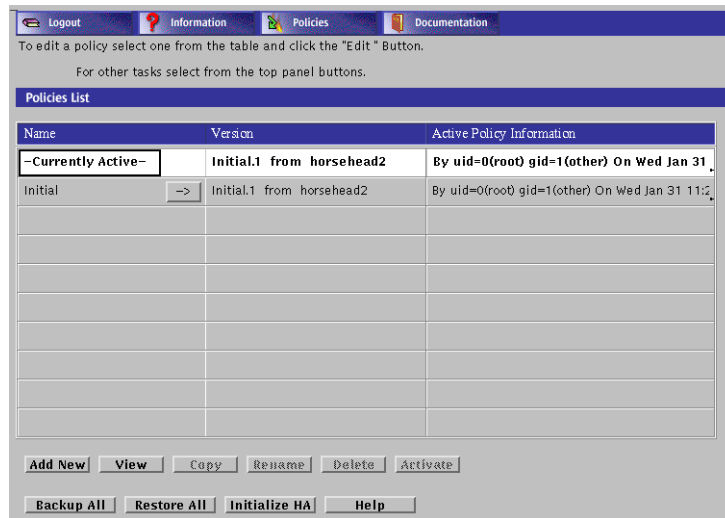 Logout Information Policies Documentation
To edit a policy select one from the table and click the "Edit " Button.
For other tasks select from the top panel buttons.
Policies List
Name Version Active Policy Information
-Currently Active- Initial.1 from horsehead2 By uid=0(root) gid=1(other) On Wed Jan 31
Initial -> Initial.1 from horsehead2 By uid=0(root) gid=1(other) On Wed Jan 31 11:2
Add New View Copy Rename Delete Activate
Backup All Restore All Initialize HA Help